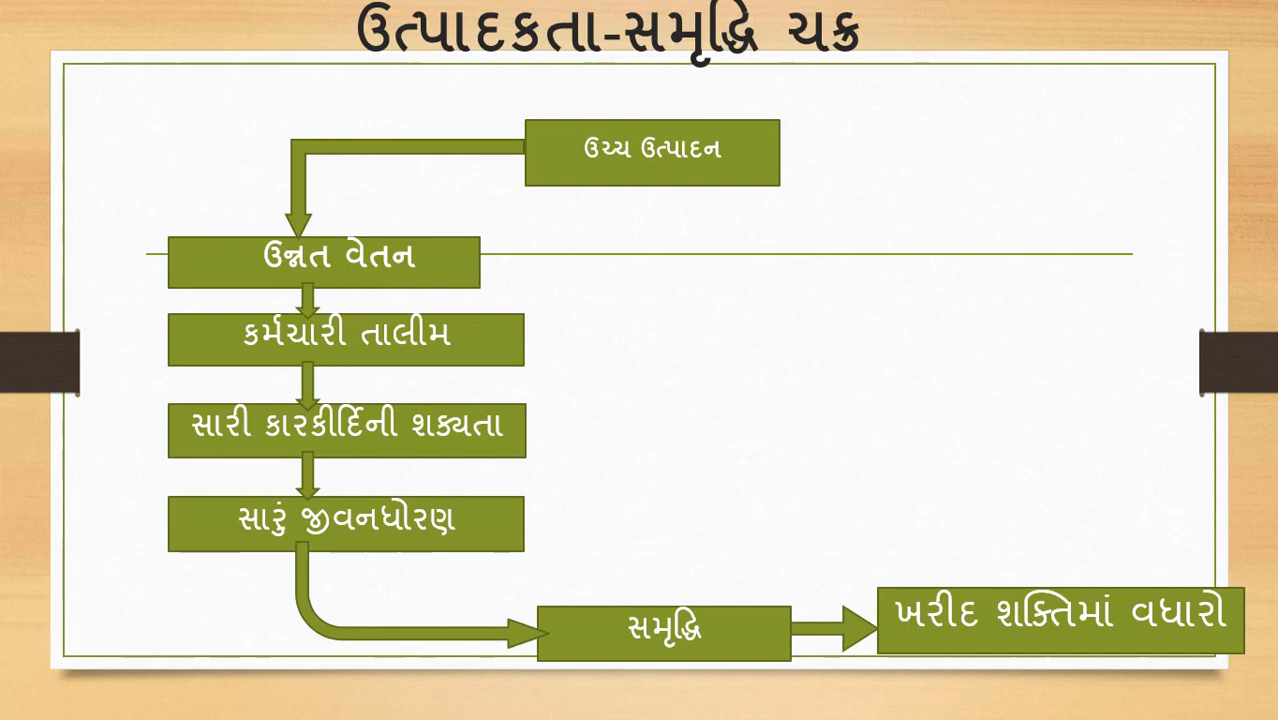 ઉત્પાદકતા-સમૃદ્ધિ ચક્ર
ઉચ્ચ ઉત્પાદન
ઉન્નત વેતન
કર્મચારી તાલીમ
સારી કારકીર્દિની શક્યતા
સારું જીવનધોરણ
સમૃદ્ધિ
ખરીદ શક્તિમાં વધારો